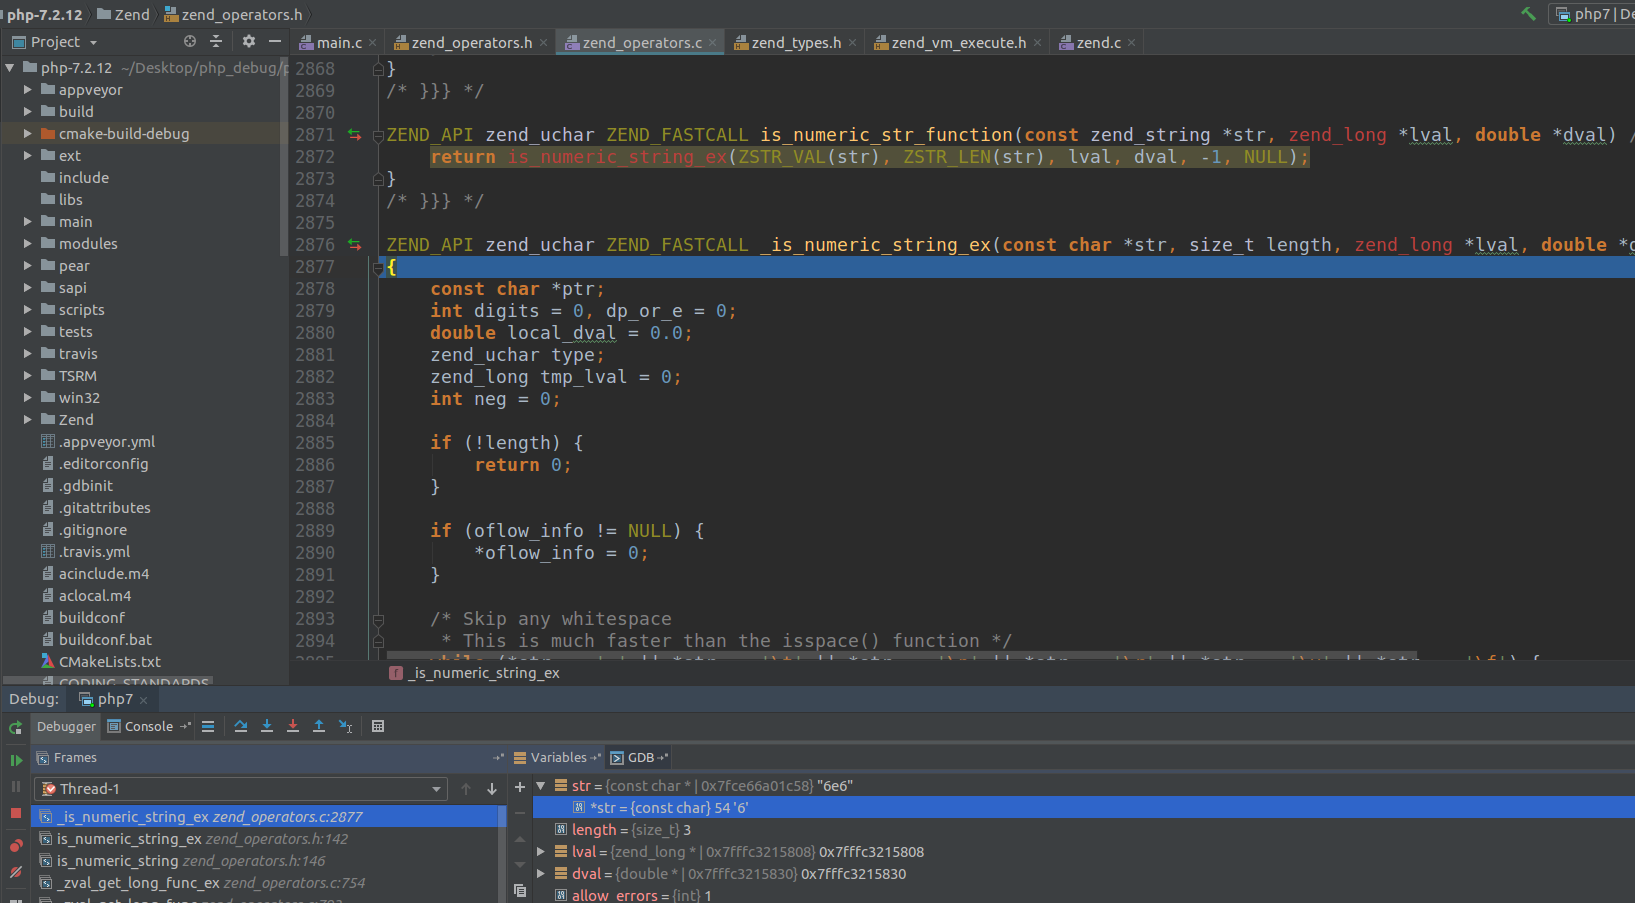 php-7.2.12 Zend zend_operators.h php7 | De
Project main.c zend_operators.h zend_operators.c zend_types.h zend_vm_execute.h zend.c
php-7.2.12 ~/Desktop/php_debug/
appveyor
build
cmake-build-debug
ext
include
libs
main
modules
pear
sapi
scripts
tests
travis
TSRM
win32
Zend
.appveyor.yml
.editorconfig
.gdbinit
.gitattributes
.gitignore
.travis.yml
acinclude.m4
aclocal.m4
buildconf
buildconf.bat
CMakeLists.txt
CODING_STANDARDS
2868 }
2869 /* }}} */
2870
2871 ZEND_API zend_uchar ZEND_FASTCALL is_numeric_str_function(const zend_string *str, zend_long *lval, double *dval) /
2872 return is_numeric_string_ex(ZSTR_VAL(str), ZSTR_LEN(str), lval, dval, -1, NULL);
2873 }
2874 /* }}} */
2875
2876 ZEND_API zend_uchar ZEND_FASTCALL _is_numeric_string_ex(const char *str, size_t length, zend_long *lval, double *d
2877 {
2878 const char *ptr;
2879 int digits = 0, dp_or_e = 0;
2880 double local_dval = 0.0;
2881 zend_uchar type;
2882 zend_long tmp_lval = 0;
2883 int neg = 0;
2884
2885 if (!length) {
2886 return 0;
2887 }
2888
2889 if (oflow_info != NULL) {
2890 *oflow_info = 0;
2891 }
2892
2893 /* Skip any whitespace
2894 * This is much faster than the isspace() function */
_is_numeric_string_ex
Debug: php7
Debugger Console
Frames
Thread-1
_is_numeric_string_ex zend_operators.c:2877
is_numeric_string_ex zend_operators.h:142
is_numeric_string zend_operators.h:146
_zval_get_long_func_ex zend_operators.c:754
Variables GDB
str = {const char * | 0x7fce66a01c58} "6e6"
*str = {const char} 54 '6'
length = {size_t} 3
lval = {zend_long * | 0x7fffc3215808} 0x7fffc3215808
dval = {double * | 0x7fffc3215830} 0x7fffc3215830
allow_errors = {int} 1